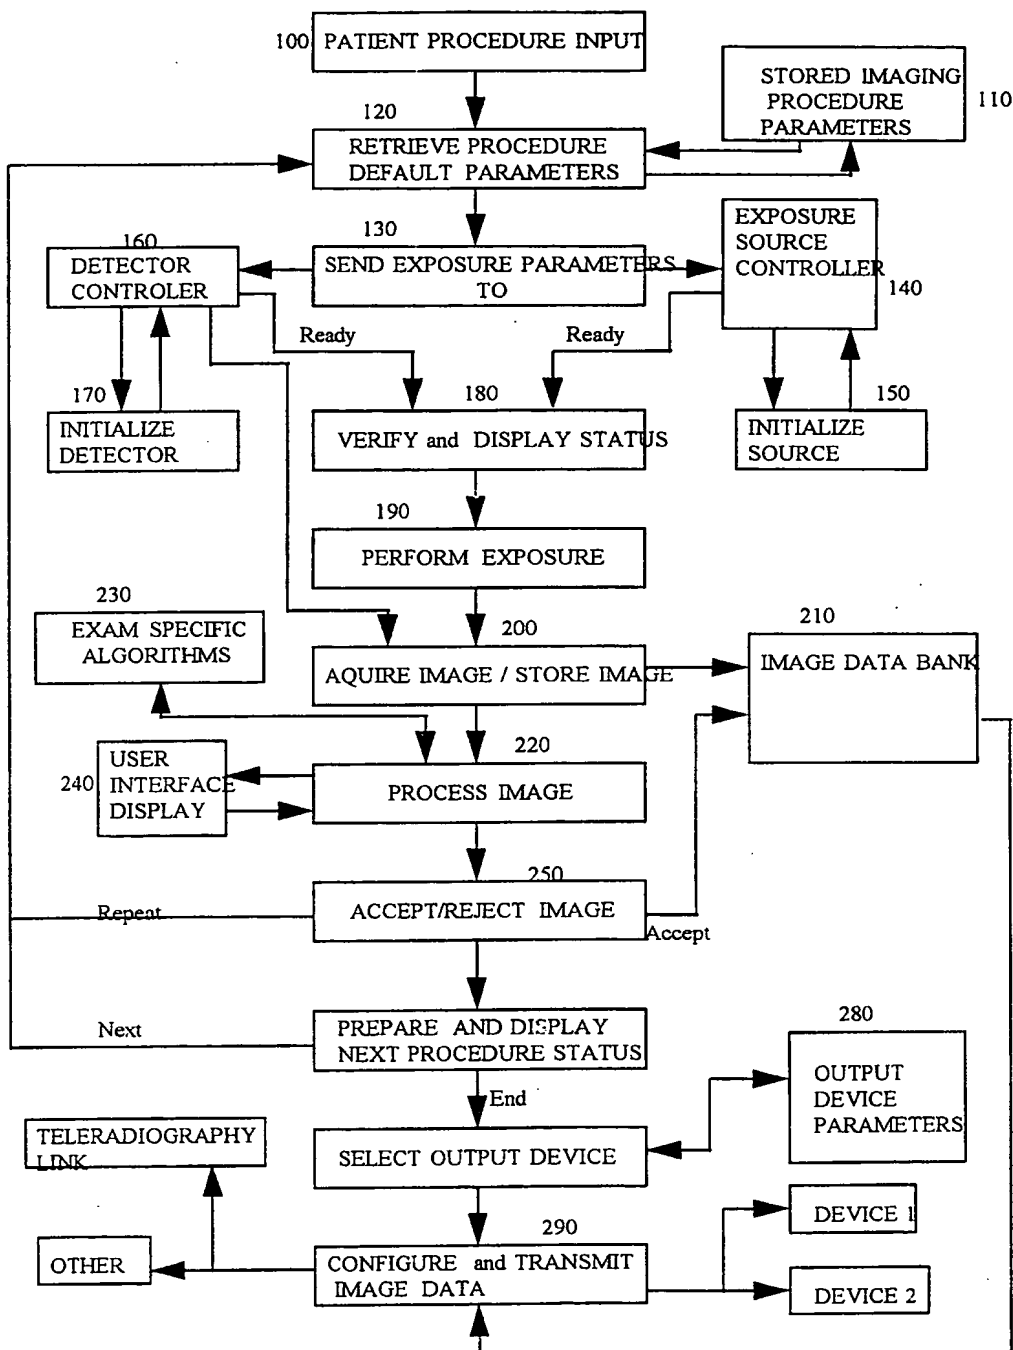 100 PATIENT PROCEDURE INPUT
STORED IMAGING
PROCEDURE
PARAMETERS
110
120
RETRIEVE PROCEDURE
DEFAULT PARAMETERS
130
SEND EXPOSURE PARAMETERS
TO
160
DETECTOR
CONTROLER
EXPOSURE
SOURCE
CONTROLLER
140
Ready
Ready
170
INITIALIZE
DETECTOR
180
VERIFY and DISPLAY STATUS
150
INITIALIZE
SOURCE
190
PERFORM EXPOSURE
230
EXAM SPECIFIC
ALGORITHMS
200
AQUIRE IMAGE / STORE IMAGE
210
IMAGE DATA BANK
240
USER
INTERFACE
DISPLAY
220
PROCESS IMAGE
250
ACCEPT/REJECT IMAGE
Repeat
Accept
Next
PREPARE AND DISPLAY
NEXT PROCEDURE STATUS
280
OUTPUT
DEVICE
PARAMETERS
End
TELERADIOGRAPHY
LINK
SELECT OUTPUT DEVICE
290
CONFIGURE and TRANSMIT
IMAGE DATA
OTHER
DEVICE 1
DEVICE 2